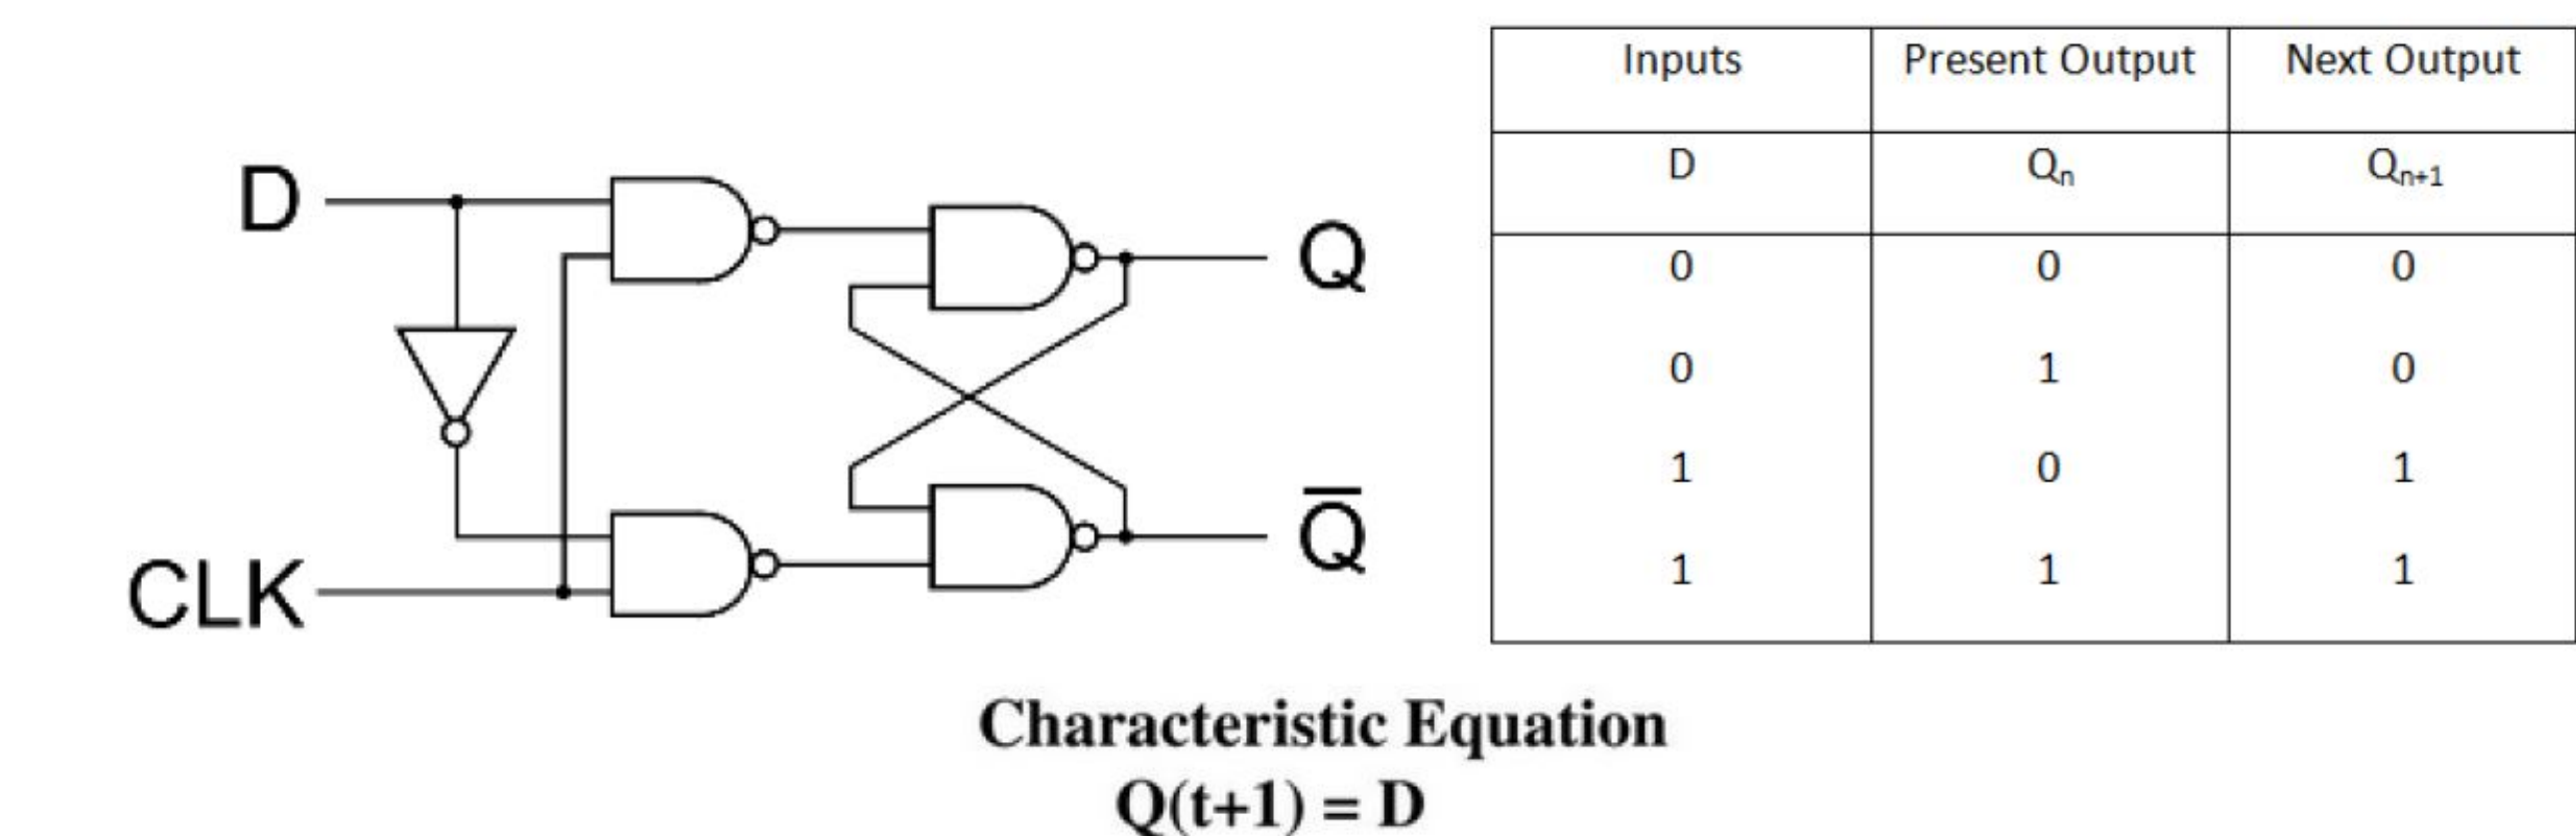 D
CLK
Q
Q̅
Inputs Present Output Next Output
D Qₙ Qₙ₊₁
0 0 0
0 1 0
1 0 1
1 1 1
Characteristic Equation
Q(t+1) = D